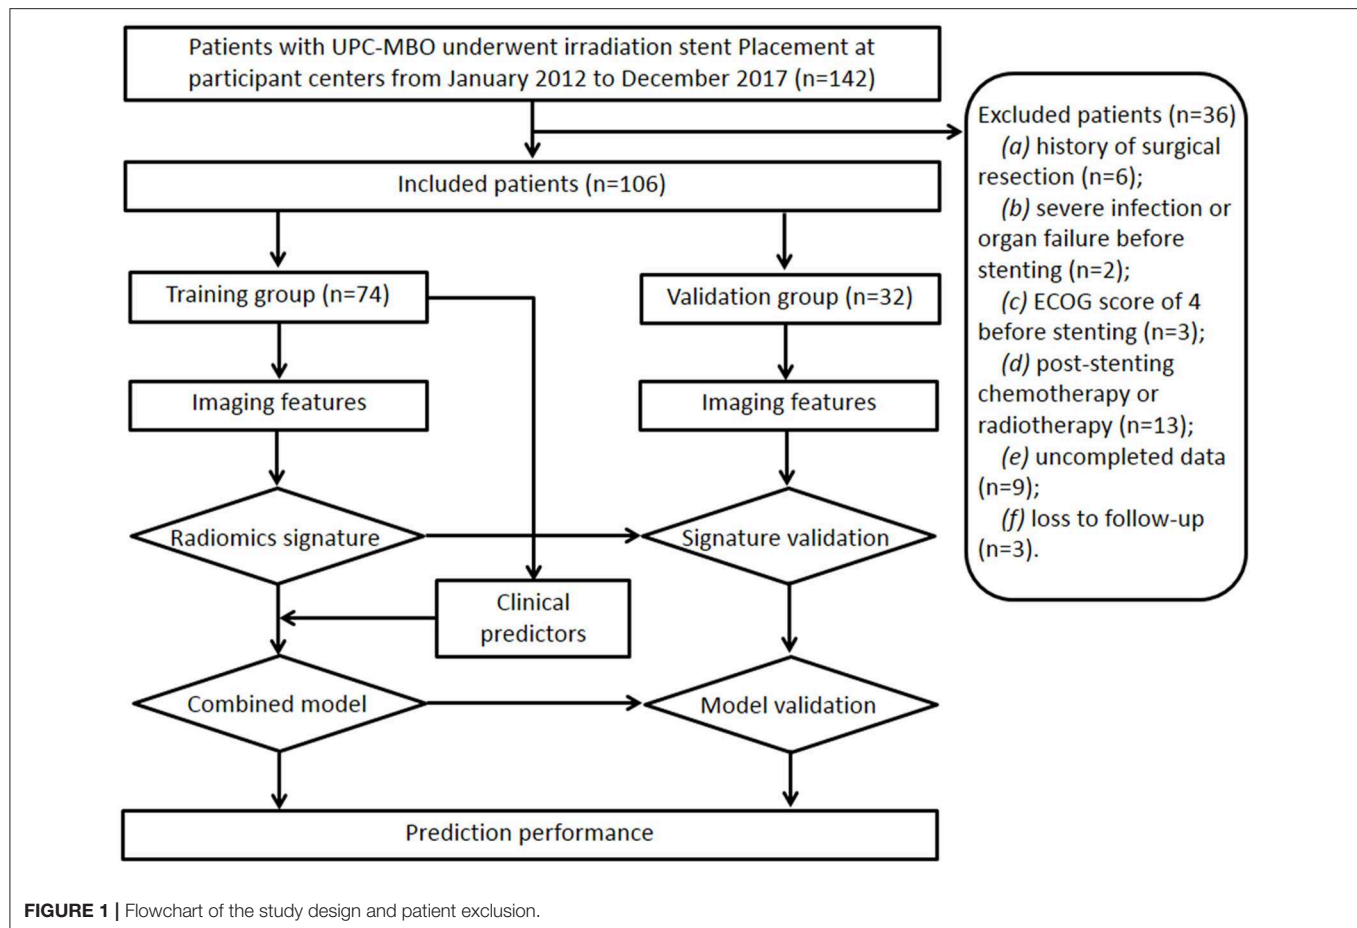 Patients with UPC-MBO underwent irradiation stent Placement at
participant centers from January 2012 to December 2017 (n=142)
Excluded patients (n=36)
(a) history of surgical
resection (n=6);
(b) severe infection or
organ failure before
stenting (n=2);
(c) ECOG score of 4
before stenting (n=3);
(d) post-stenting
chemotherapy or
radiotherapy (n=13);
(e) uncompleted data
(n=9);
(f) loss to follow-up
(n=3).
Included patients (n=106)
Training group (n=74)
Validation group (n=32)
Imaging features
Imaging features
Radiomics signature
Signature validation
Clinical
predictors
Combined model
Model validation
Prediction performance
FIGURE 1 | Flowchart of the study design and patient exclusion.